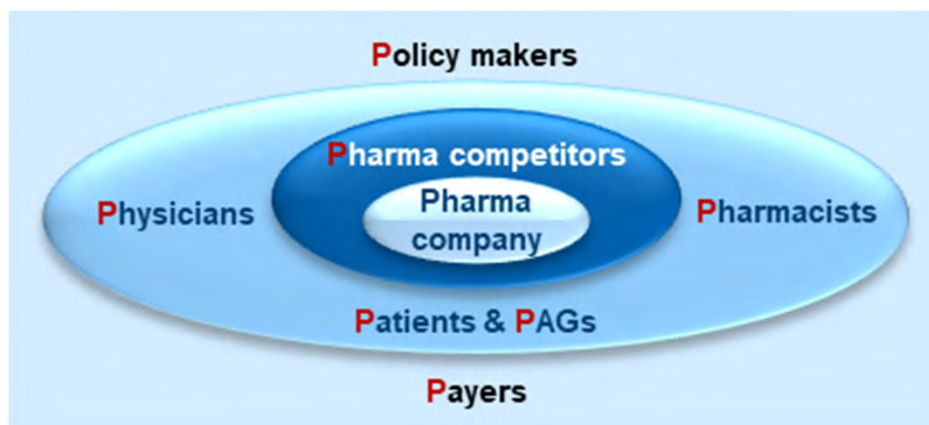 Policy makers
Pharma competitors
Pharma
company
Physicians
Pharmacists
Patients & PAGs
Payers